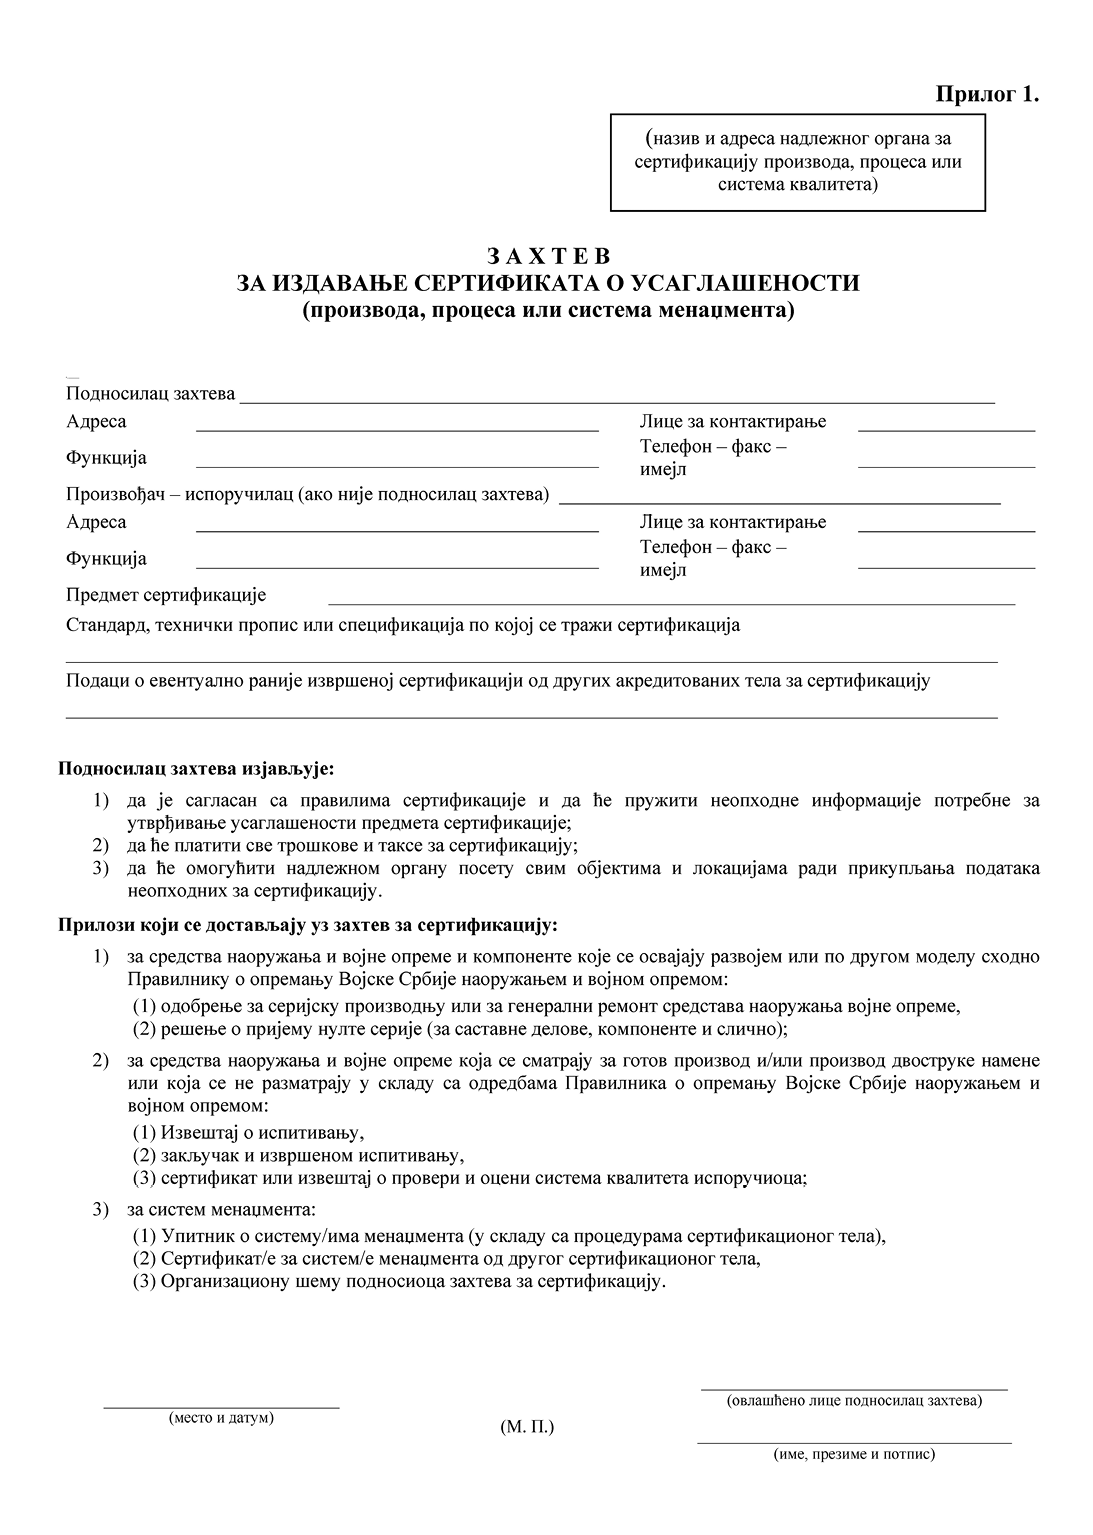 Прилог 1.
(назив и адреса надлежног органа за
сертификацију производа, процеса или
система квалитета)
З А Х Т Е В
ЗА ИЗДАВАЊЕ СЕРТИФИКАТА О УСАГЛАШЕНОСТИ
(производа, процеса или система менаџмента)
Подносилац захтева
Адреса Лице за контактирање
Функција Телефон – факс –
имејл
Произвођач – испоручилац (ако није подносилац захтева)
Адреса Лице за контактирање
Функција Телефон – факс –
имејл
Предмет сертификације
Стандард, технички пропис или спецификација по којој се тражи сертификација
Подаци о евентуално раније извршеној сертификацији од других акредитованих тела за сертификацију
Подносилац захтева изјављује:
1) да је сагласан са правилима сертификације и да ће пружити неопходне информације потребне за
утврђивање усаглашености предмета сертификације;
2) да ће платити све трошкове и таксе за сертификацију;
3) да ће омогућити надлежном органу посету свим објектима и локацијама ради прикупљања података
неопходних за сертификацију.
Прилози који се достављају уз захтев за сертификацију:
1) за средства наоружања и војне опреме и компоненте које се освајају развојем или по другом моделу сходно
Правилнику о опремању Војске Србије наоружањем и војном опремом:
(1) одобрење за серијску производњу или за генерални ремонт средстава наоружања војне опреме,
(2) решење о пријему нулте серије (за саставне делове, компоненте и слично);
2) за средства наоружања и војне опреме која се сматрају за готов производ и/или производ двоструке намене
или која се не разматрају у складу са одредбама Правилника о опремању Војске Србије наоружањем и
војном опремом:
(1) Извештај о испитивању,
(2) закључак и извршеном испитивању,
(3) сертификат или извештај о провери и оцени система квалитета испоручиоца;
3) за систем менаџмента:
(1) Упитник о систему/има менаџмента (у складу са процедурама сертификационог тела),
(2) Сертификат/е за систем/е менаџмента од другог сертификационог тела,
(3) Организациону шему подносиоца захтева за сертификацију.
(овлашћено лице подносилац захтева)
(место и датум)
(М. П.)
(име, презиме и потпис)